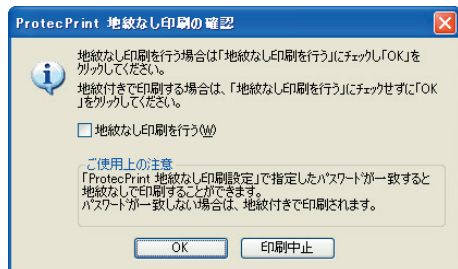 ProtecPrint 地紋なし印刷の確認
地紋なし印刷を行う場合は「地紋なし印刷を行う」にチェックし「OK」を
クリックしてください。
地紋付きで印刷する場合は、「地紋なし印刷を行う」にチェックせずに「OK
」をクリックしてください。
地紋なし印刷を行う(W)
ご使用上の注意
「ProtecPrint 地紋なし印刷設定」で指定したパスワードが一致すると
地紋なしで印刷することができます。
パスワードが一致しない場合は、地紋付きで印刷されます。
OK
印刷中止